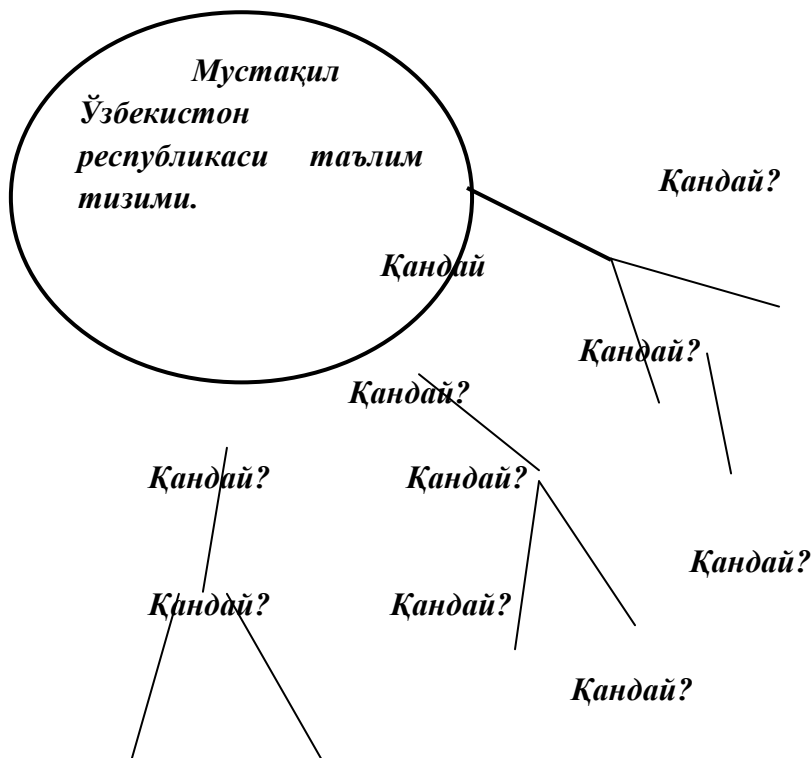 Мустақил
Ўзбекистон
республикаси таълим
тизими.
Қандай?
Қандай
Қандай?
Қандай?
Қандай? Қандай?
Қандай?
Қандай? Қандай?
Қандай?